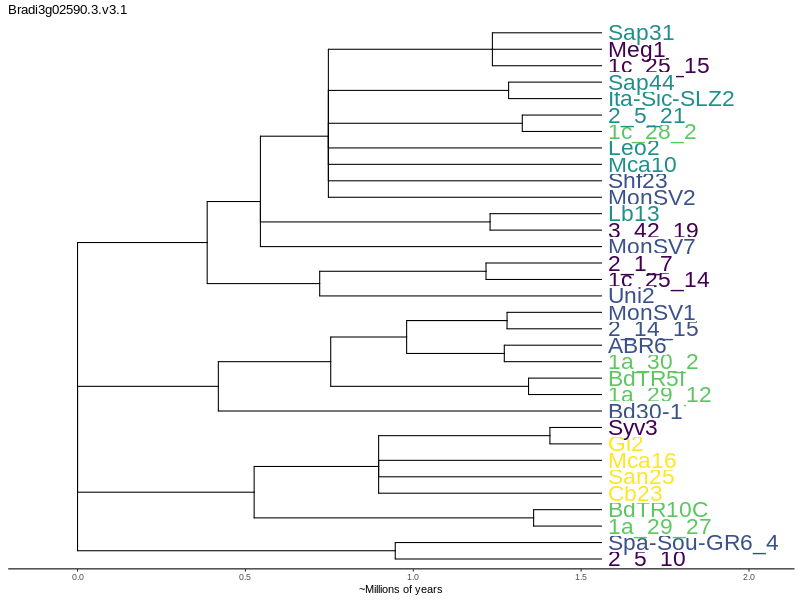 Bradi3g02590.3.v3.1
Sap31
Meg1
1c_25_15
Sap44
Ita-Sic-SLZ2
2_5_21
1c_28_2
Leo2
Mca10
Shf23
MonSV2
Lb13
3_42_19
MonSV7
2_1_7
1c_25_14
Uni2
MonSV1
2_14_15
ABR6
1a_30_2
BdTR5I
1a_29_12
Bd30-1
Syv3
Gf2
Mca16
San25
Cb23
BdTR10C
1a_29_27
Spa-Sou-GR6_4
2_5_10
0.0 0.5 1.0 1.5 2.0
~Millions of years